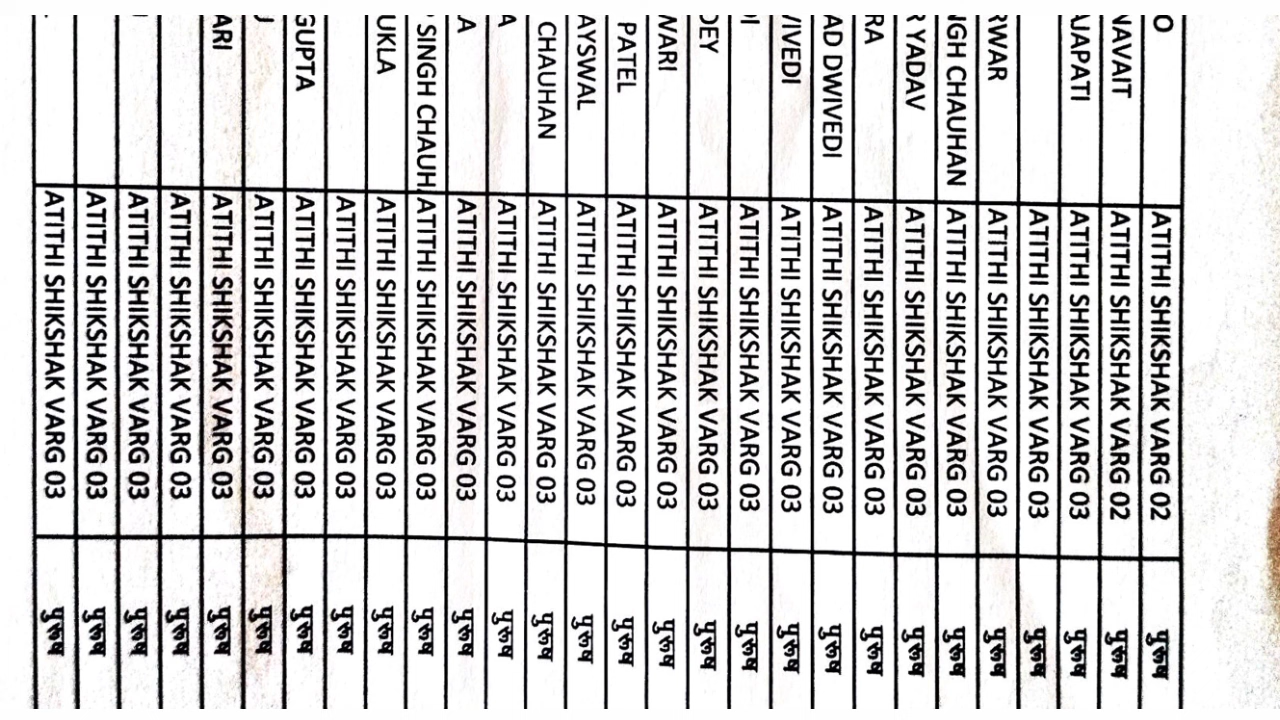 O ATITHI SHIKSHAK VARG 02 पुरूष
NAVAIT ATITHI SHIKSHAK VARG 02 पुरूष
JAPATI ATITHI SHIKSHAK VARG 03 पुरूष
ATITHI SHIKSHAK VARG 03 पुरूष
RWAR ATITHI SHIKSHAK VARG 03 पुरूष
NGH CHAUHAN ATITHI SHIKSHAK VARG 03 पुरूष
R YADAV ATITHI SHIKSHAK VARG 03 पुरूष
RA ATITHI SHIKSHAK VARG 03 पुरूष
AD DWIVEDI ATITHI SHIKSHAK VARG 03 पुरूष
VIVEDI ATITHI SHIKSHAK VARG 03 पुरूष
DI ATITHI SHIKSHAK VARG 03 पुरूष
DEY ATITHI SHIKSHAK VARG 03 पुरूष
WARI ATITHI SHIKSHAK VARG 03 पुरूष
PATEL ATITHI SHIKSHAK VARG 03 पुरूष
AYSWAL ATITHI SHIKSHAK VARG 03 पुरूष
CHAUHAN ATITHI SHIKSHAK VARG 03 पुरूष
A ATITHI SHIKSHAK VARG 03 पुरूष
A ATITHI SHIKSHAK VARG 03 पुरूष
SINGH CHAUH ATITHI SHIKSHAK VARG 03 पुरूष
UKLA ATITHI SHIKSHAK VARG 03 पुरूष
ATITHI SHIKSHAK VARG 03 पुरूष
GUPTA ATITHI SHIKSHAK VARG 03 पुरूष
ATITHI SHIKSHAK VARG 03 पुरूष
ARI ATITHI SHIKSHAK VARG 03 पुरूष
ATITHI SHIKSHAK VARG 03 पुरूष
ATITHI SHIKSHAK VARG 03 पुरूष
ATITHI SHIKSHAK VARG 03 पुरूष
ATITHI SHIKSHAK VARG 03 पुरूष